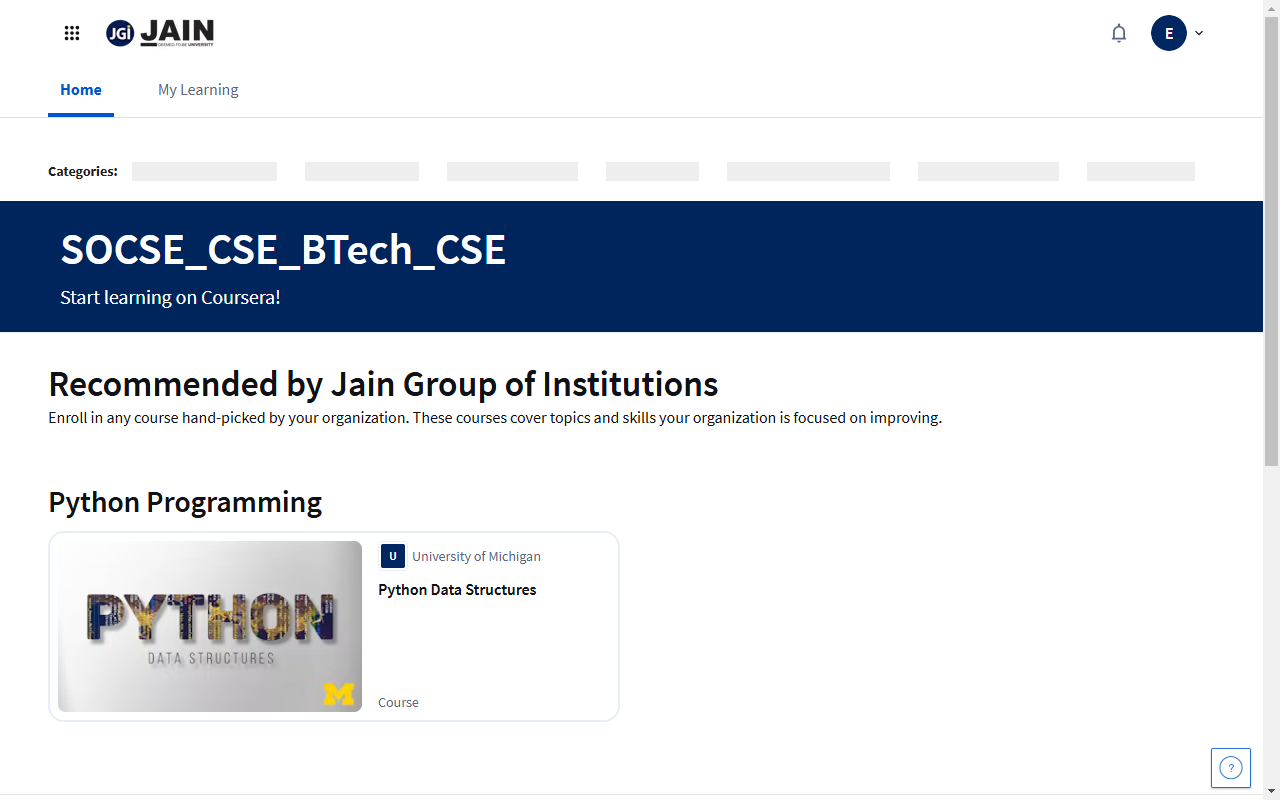 JGi JAIN
DEEMED-TO-BE UNIVERSITY
E
Home
My Learning
Categories:
SOCSE_CSE_BTech_CSE
Start learning on Coursera!
Recommended by Jain Group of Institutions
Enroll in any course hand-picked by your organization. These courses cover topics and skills your organization is focused on improving.
Python Programming
PYTHON
DATA STRUCTURES
M
U University of Michigan
Python Data Structures
Course
?